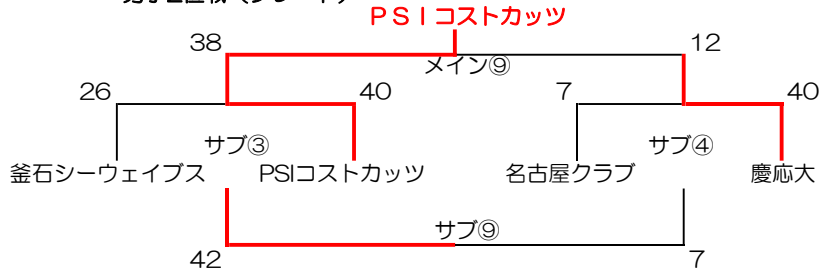 PSIコストカッツ
38
12
メイン⑨
26
40
7
40
サブ③
サブ④
釜石シーウェイブス
PSIコストカッツ
名古屋クラブ
慶応大
サブ⑨
42
7